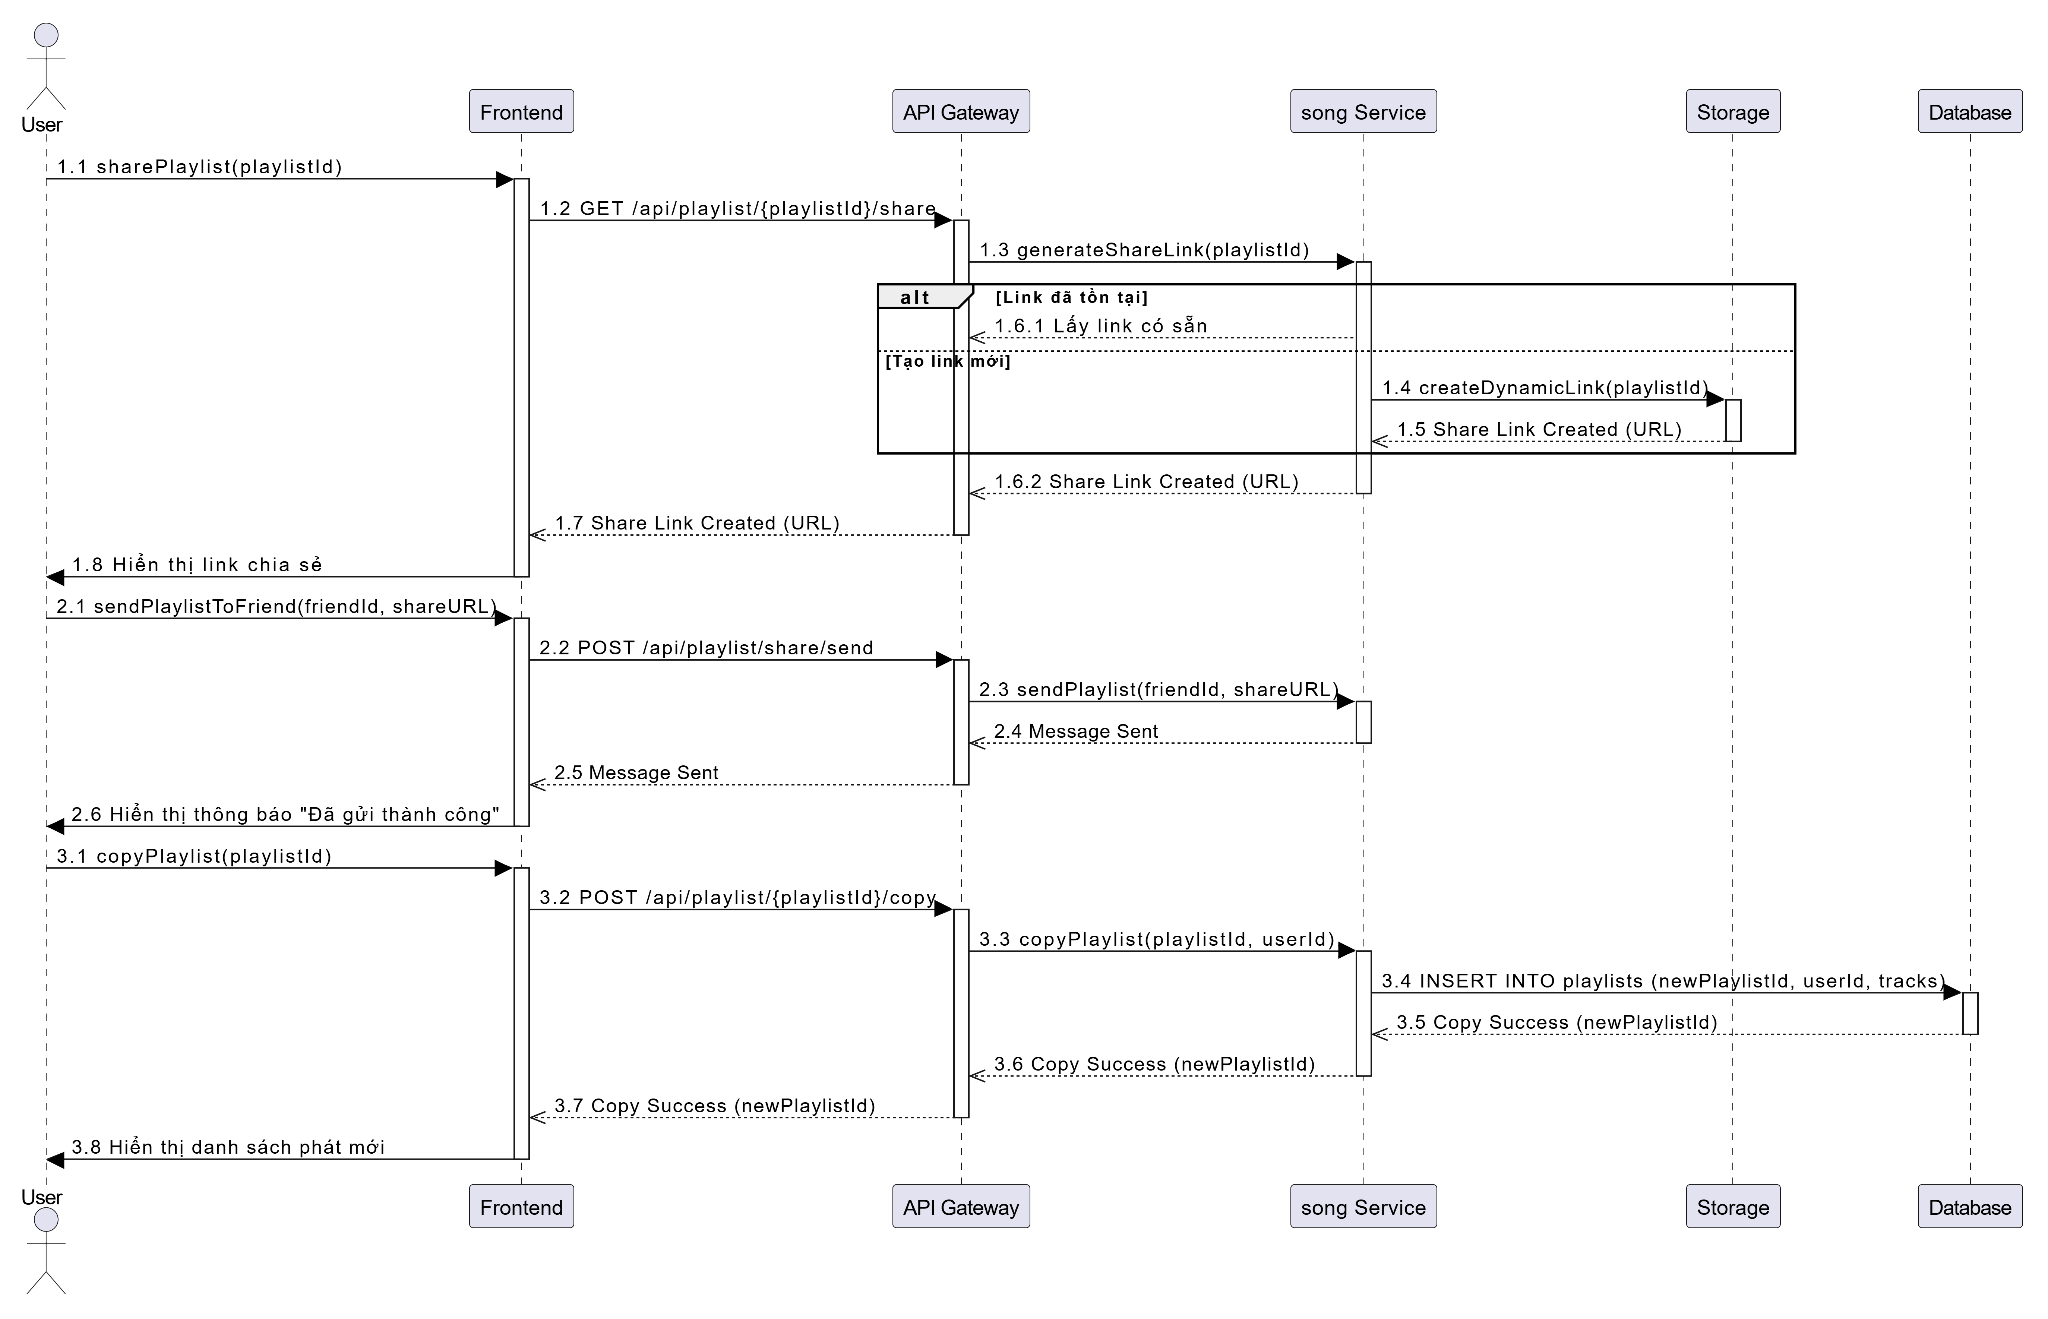 User
Frontend
API Gateway
song Service
Storage
Database
1.1 sharePlaylist(playlistId)
1.2 GET /api/playlist/{playlistId}/share
1.3 generateShareLink(playlistId)
alt
[Link đã tồn tại]
1.6.1 Lấy link có sẵn
[Tạo link mới]
1.4 createDynamicLink(playlistId)
1.5 Share Link Created (URL)
1.6.2 Share Link Created (URL)
1.7 Share Link Created (URL)
1.8 Hiển thị link chia sẻ
2.1 sendPlaylistToFriend(friendId, shareURL)
2.2 POST /api/playlist/share/send
2.3 sendPlaylist(friendId, shareURL)
2.4 Message Sent
2.5 Message Sent
2.6 Hiển thị thông báo "Đã gửi thành công"
3.1 copyPlaylist(playlistId)
3.2 POST /api/playlist/{playlistId}/copy
3.3 copyPlaylist(playlistId, userId)
3.4 INSERT INTO playlists (newPlaylistId, userId, tracks)
3.5 Copy Success (newPlaylistId)
3.6 Copy Success (newPlaylistId)
3.7 Copy Success (newPlaylistId)
3.8 Hiển thị danh sách phát mới
User
Frontend
API Gateway
song Service
Storage
Database